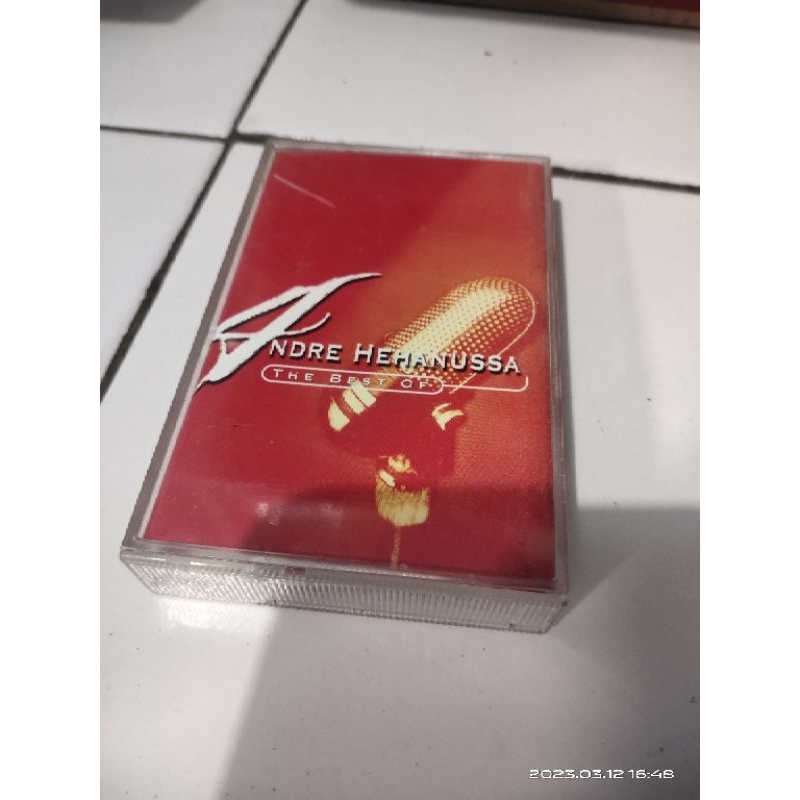 ANDRE HEHANUSSA
THE BEST OF
2023.03.12 16:48